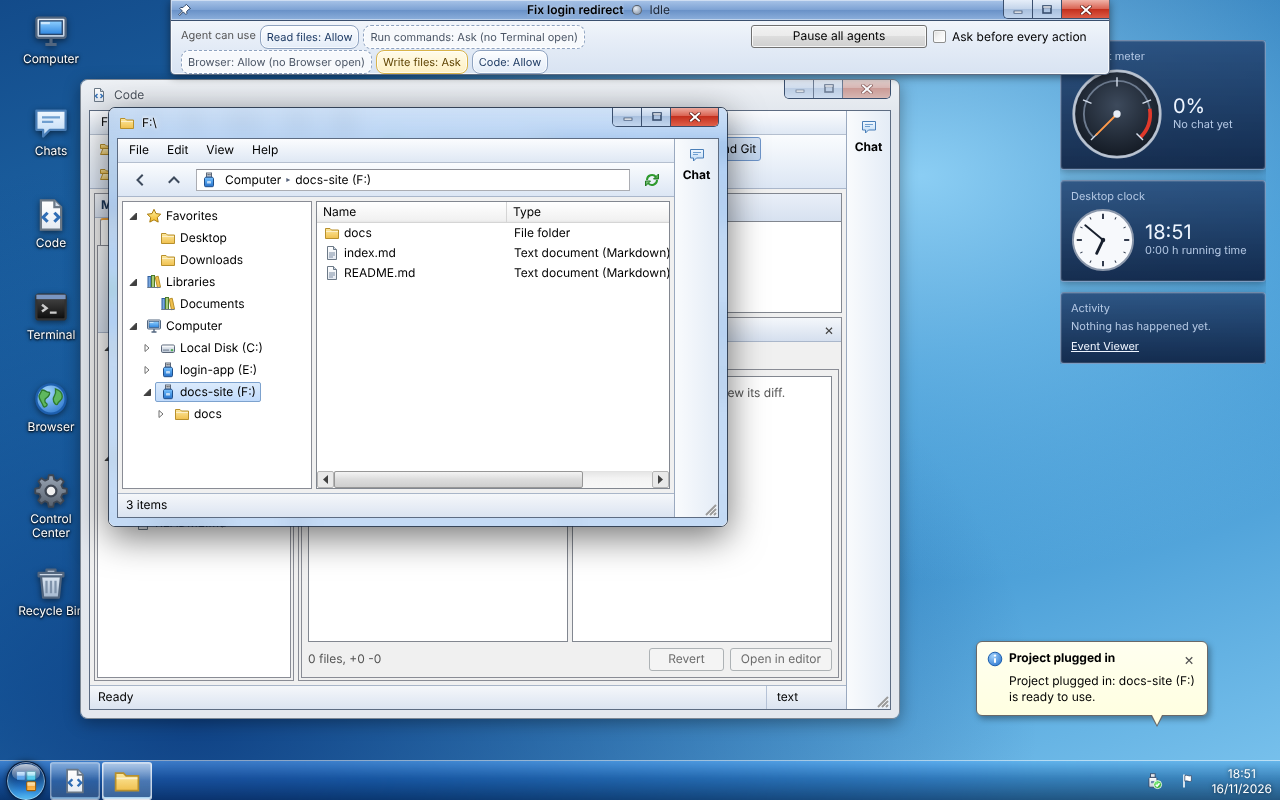 Fix login redirect Idle
Agent can use Read files: Allow Run commands: Ask (no Terminal open)
Browser: Allow (no Browser open) Write files: Ask Code: Allow
Pause all agents Ask before every action
Computer
Chats
Code
Terminal
Browser
Control
Center
Recycle Bin
Code
Chat
F:\
File Edit View Help
Chat
Computer docs-site (F:)
Favorites
Desktop
Downloads
Libraries
Documents
Computer
Local Disk (C:)
login-app (E:)
docs-site (F:)
docs
Name Type
docs File folder
index.md Text document (Markdown)
README.md Text document (Markdown)
3 items
Git
its diff.
0 files, +0 -0
Revert Open in editor
Ready text
meter
0%
No chat yet
Desktop clock
18:51
0:00 h running time
Activity
Nothing has happened yet.
Event Viewer
Project plugged in
Project plugged in: docs-site (F:)
is ready to use.
18:51
16/11/2026